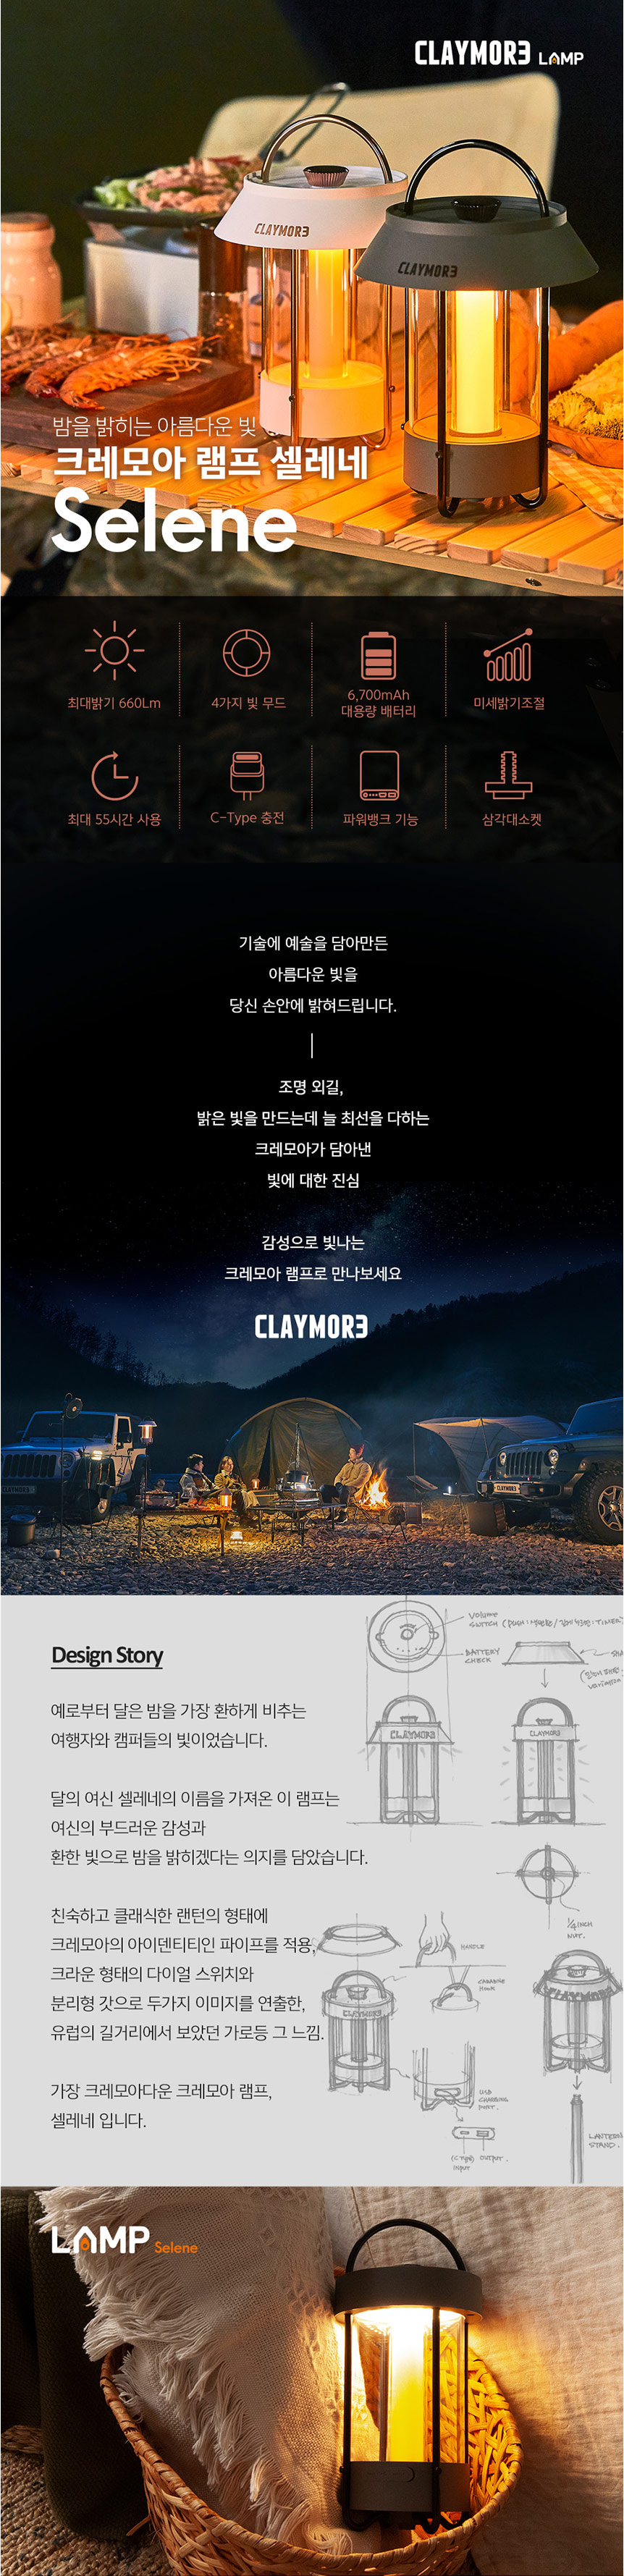 CLAYMORE LAMP
CLAYMORE
CLAYMORE
밤을 밝히는 아름다운 빛
크레모아 램프 셀레네
Selene
최대밝기 660Lm
4가지 빛 무드
6,700mAh
대용량 배터리
미세밝기조절
최대 55시간 사용
C-Type 충전
파워뱅크 기능
삼각대소켓
기술에 예술을 담아만든
아름다운 빛을
당신 손안에 밝혀드립니다.
조명 외길,
밝은 빛을 만드는데 늘 최선을 다하는
크레모아가 담아낸
빛에 대한 진심
감성으로 빛나는
크레모아 램프로 만나보세요
CLAYMORE
CLAYMORE
CLAYMORE
Design Story
예로부터 달은 밤을 가장 환하게 비추는
여행자와 캠퍼들의 빛이었습니다.
달의 여신 셀레네의 이름을 가져온 이 램프는
여신의 부드러운 감성과
환한 빛으로 밤을 밝히겠다는 의지를 담았습니다.
친숙하고 클래식한 랜턴의 형태에
크레모아의 아이덴티티인 파이프를 적용,
크라운 형태의 다이얼 스위치와
분리형 갓으로 두가지 이미지를 연출한,
유럽의 길거리에서 보았던 가로등 그 느낌.
가장 크레모아다운 크레모아 램프,
셀레네 입니다.
VOLUME
SWITCH
BATTERY
CHECK
CLAYMORE
CLAYMORE
1/4 INCH
NUT.
HANDLE
CLAYMORE
USB
CHARGING
PORT.
(C TYPE) OUTPUT.
INPUT
LANTERN
STAND.
LAMP Selene